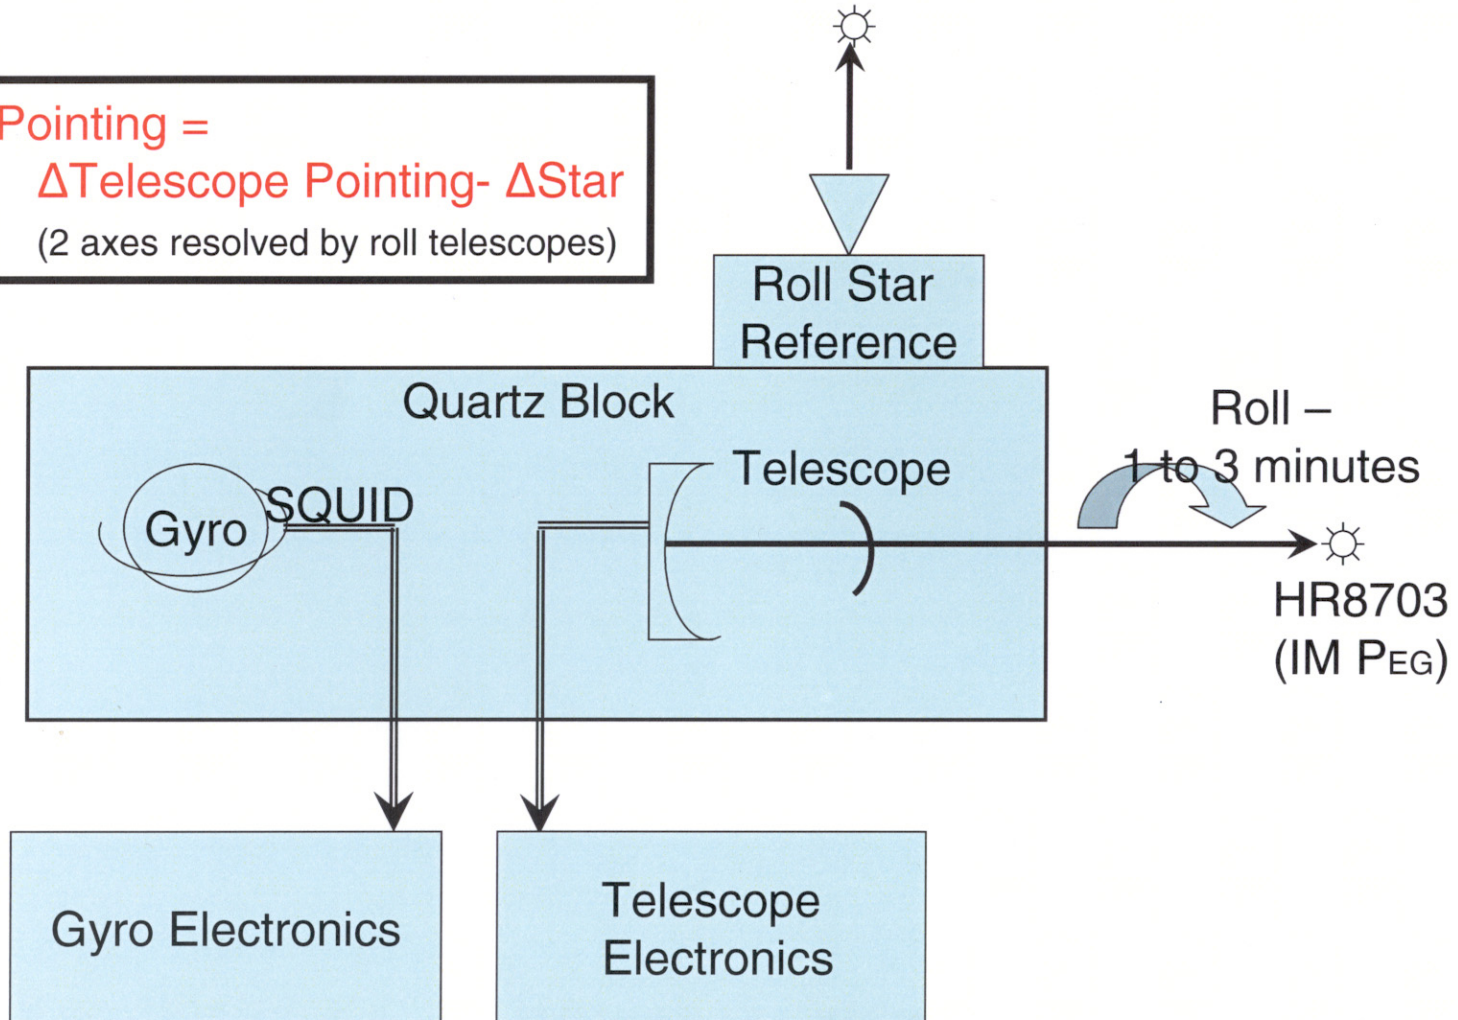 Pointing =
ΔTelescope Pointing- ΔStar
(2 axes resolved by roll telescopes)
Roll Star
Reference
Quartz Block
Roll –
1 to 3 minutes
Telescope
SQUID
Gyro
HR8703
(IM PEG)
Gyro Electronics
Telescope
Electronics